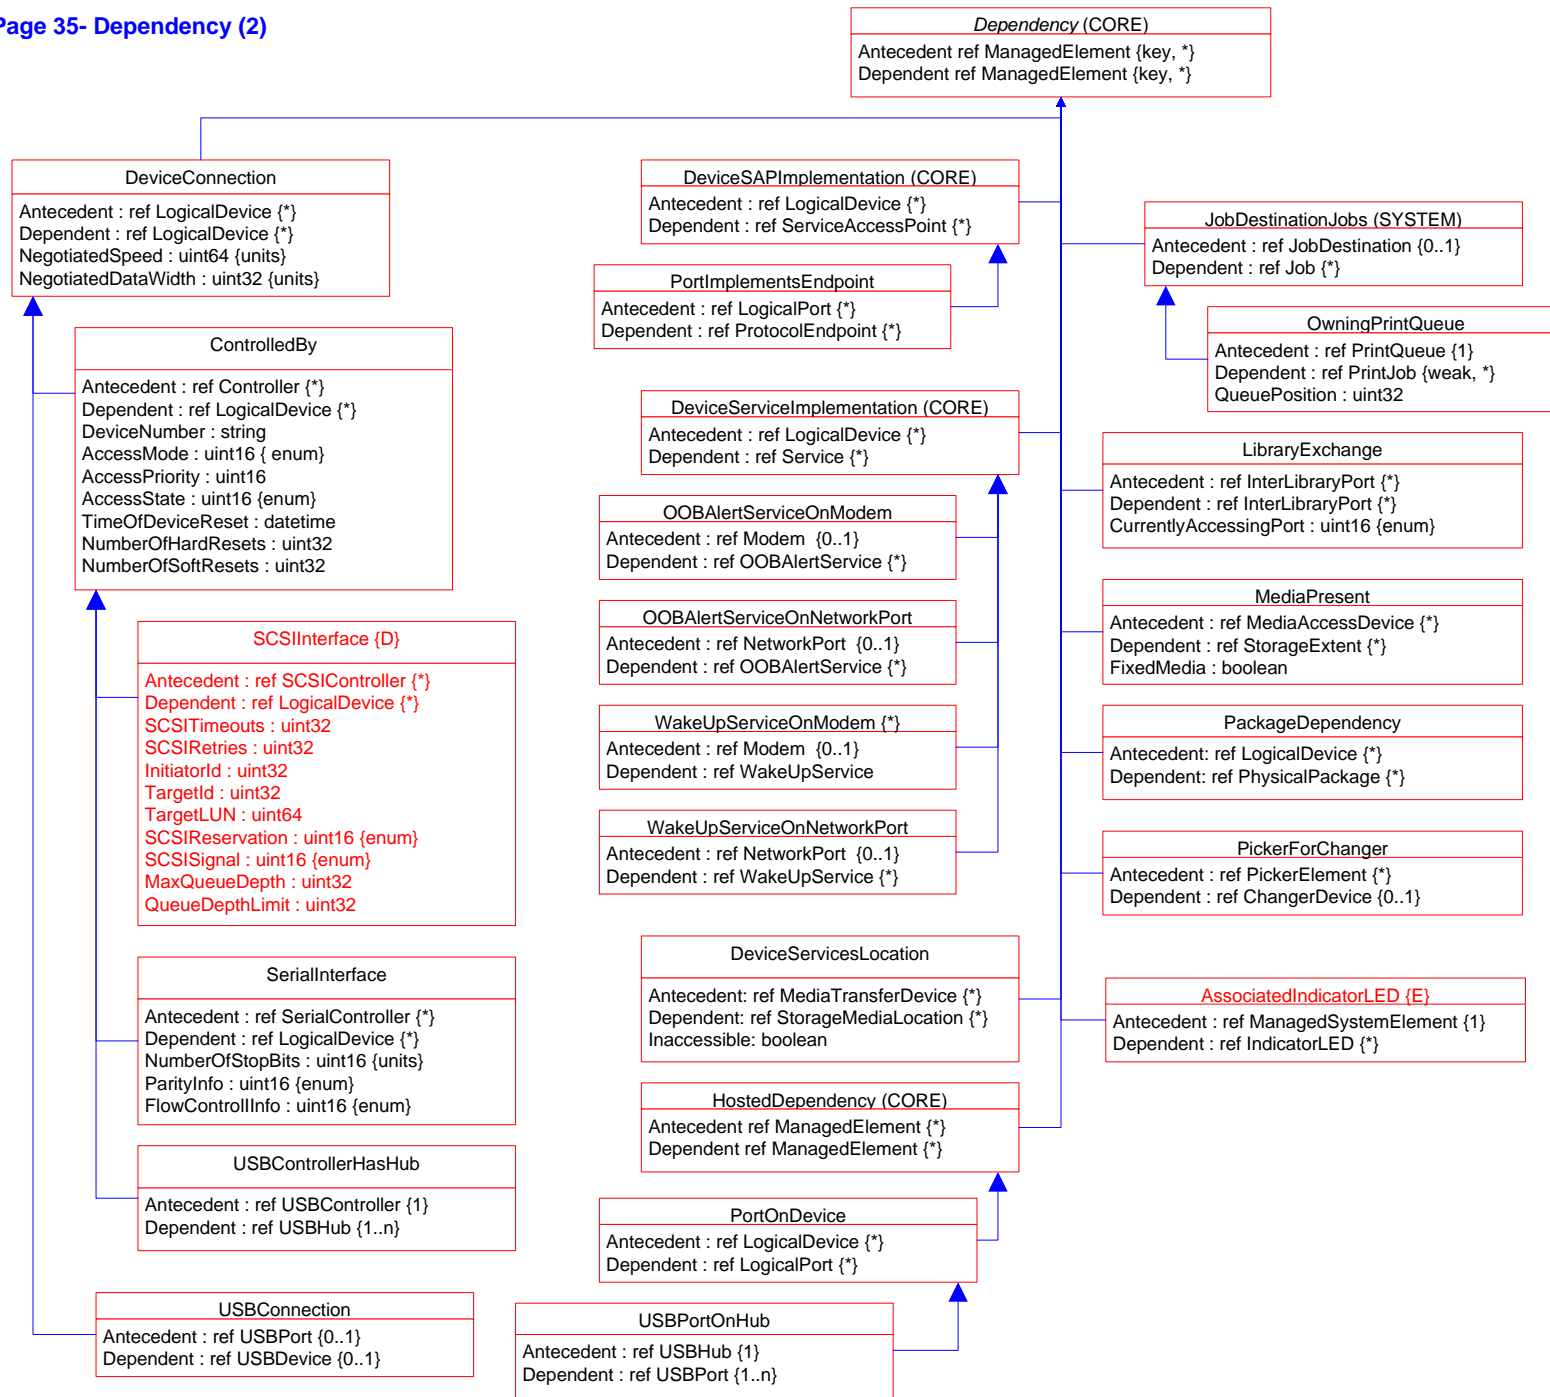 Page 35- Dependency (2)
Dependency (CORE)
Antecedent ref ManagedElement {key, *}
Dependent ref ManagedElement {key, *}
DeviceConnection
Antecedent : ref LogicalDevice {*}
Dependent : ref LogicalDevice {*}
NegotiatedSpeed : uint64 {units}
NegotiatedDataWidth : uint32 {units}
ControlledBy
Antecedent : ref Controller {*}
Dependent : ref LogicalDevice {*}
DeviceNumber : string
AccessMode : uint16 { enum}
AccessPriority : uint16
AccessState : uint16 {enum}
TimeOfDeviceReset : datetime
NumberOfHardResets : uint32
NumberOfSoftResets : uint32
SCSIInterface {D}
Antecedent : ref SCSIController {*}
Dependent : ref LogicalDevice {*}
SCSITimeouts : uint32
SCSIRetries : uint32
InitiatorId : uint32
TargetId : uint32
TargetLUN : uint64
SCSIReservation : uint16 {enum}
SCSISignal : uint16 {enum}
MaxQueueDepth : uint32
QueueDepthLimit : uint32
SerialInterface
Antecedent : ref SerialController {*}
Dependent : ref LogicalDevice {*}
NumberOfStopBits : uint16 {units}
ParityInfo : uint16 {enum}
FlowControlInfo : uint16 {enum}
USBControllerHasHub
Antecedent : ref USBController {1}
Dependent : ref USBHub {1..n}
USBConnection
Antecedent : ref USBPort {0..1}
Dependent : ref USBDevice {0..1}
DeviceSAPImplementation (CORE)
Antecedent : ref LogicalDevice {*}
Dependent : ref ServiceAccessPoint {*}
PortImplementsEndpoint
Antecedent : ref LogicalPort {*}
Dependent : ref ProtocolEndpoint {*}
DeviceServiceImplementation (CORE)
Antecedent : ref LogicalDevice {*}
Dependent : ref Service {*}
OOBAlertServiceOnModem
Antecedent : ref Modem  {0..1}
Dependent : ref OOBAlertService {*}
OOBAlertServiceOnNetworkPort
Antecedent : ref NetworkPort  {0..1}
Dependent : ref OOBAlertService {*}
WakeUpServiceOnModem {*}
Antecedent : ref Modem  {0..1}
Dependent : ref WakeUpService
WakeUpServiceOnNetworkPort
Antecedent : ref NetworkPort  {0..1}
Dependent : ref WakeUpService {*}
DeviceServicesLocation
Antecedent: ref MediaTransferDevice {*}
Dependent: ref StorageMediaLocation {*}
Inaccessible: boolean
HostedDependency (CORE)
Antecedent ref ManagedElement {*}
Dependent ref ManagedElement {*}
PortOnDevice
Antecedent : ref LogicalDevice {*}
Dependent : ref LogicalPort {*}
USBPortOnHub
Antecedent : ref USBHub {1}
Dependent : ref USBPort {1..n}
JobDestinationJobs (SYSTEM)
Antecedent : ref JobDestination {0..1}
Dependent : ref Job {*}
OwningPrintQueue
Antecedent : ref PrintQueue {1}
Dependent : ref PrintJob {weak, *}
QueuePosition : uint32
LibraryExchange
Antecedent : ref InterLibraryPort {*}
Dependent : ref InterLibraryPort {*}
CurrentlyAccessingPort : uint16 {enum}
MediaPresent
Antecedent : ref MediaAccessDevice {*}
Dependent : ref StorageExtent {*}
FixedMedia : boolean
PackageDependency
Antecedent: ref LogicalDevice {*}
Dependent: ref PhysicalPackage {*}
PickerForChanger
Antecedent : ref PickerElement {*}
Dependent : ref ChangerDevice {0..1}
AssociatedIndicatorLED {E}
Antecedent : ref ManagedSystemElement {1}
Dependent : ref IndicatorLED {*}